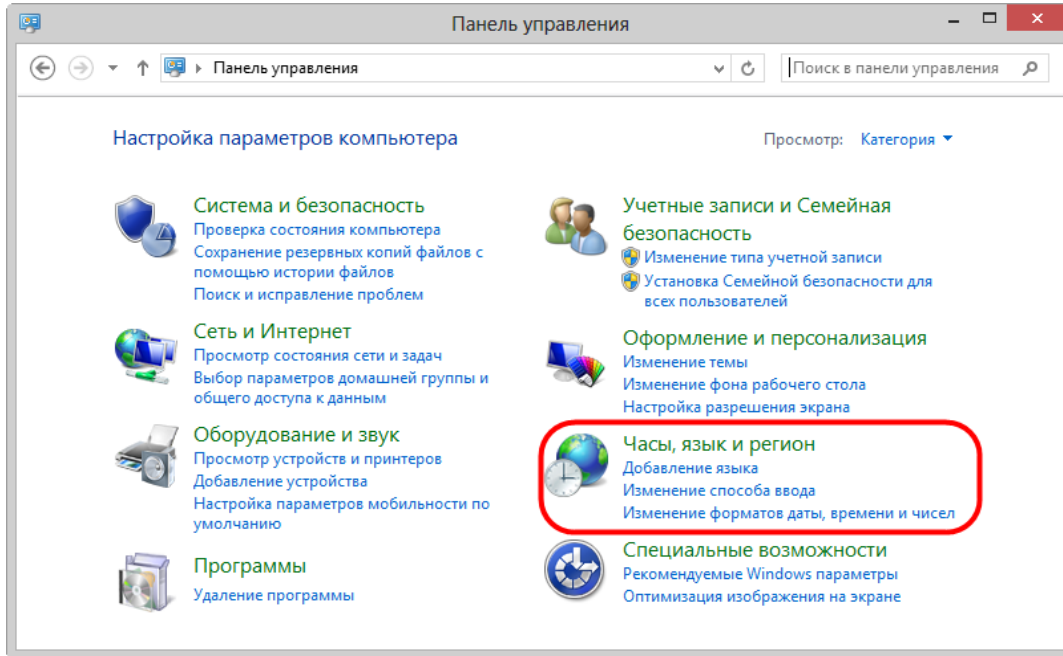 Панель управления
Панель управления
Поиск в панели управления
Настройка параметров компьютера
Просмотр: Категория
Система и безопасность
Проверка состояния компьютера
Сохранение резервных копий файлов с
помощью истории файлов
Поиск и исправление проблем
Сеть и Интернет
Просмотр состояния сети и задач
Выбор параметров домашней группы и
общего доступа к данным
Оборудование и звук
Просмотр устройств и принтеров
Добавление устройства
Настройка параметров мобильности по
умолчанию
Программы
Удаление программы
Учетные записи и Семейная
безопасность
Изменение типа учетной записи
Установка Семейной безопасности для
всех пользователей
Оформление и персонализация
Изменение темы
Изменение фона рабочего стола
Настройка разрешения экрана
Часы, язык и регион
Добавление языка
Изменение способа ввода
Изменение форматов даты, времени и чисел
Специальные возможности
Рекомендуемые Windows параметры
Оптимизация изображения на экране